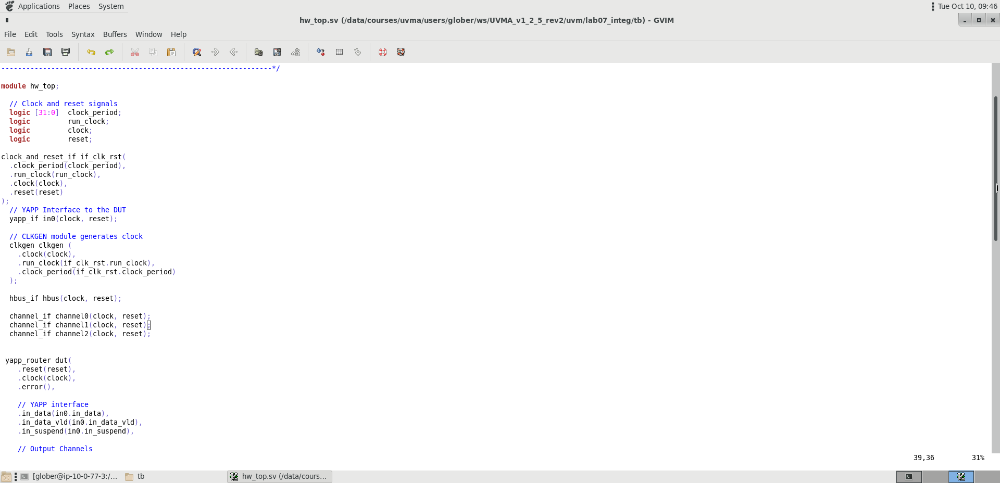 Applications Places System Tue Oct 10, 09:46
hw_top.sv (/data/courses/uvma/users/glober/ws/UVMA_v1_2_5_rev2/uvm/lab07_integ/tb) - GVIM
File Edit Tools Syntax Buffers Window Help
-----------------------------------------------------------------*/
module hw_top;
// Clock and reset signals
logic [31:0]  clock_period;
logic         run_clock;
logic         clock;
logic         reset;
clock_and_reset_if if_clk_rst(
.clock_period(clock_period),
.run_clock(run_clock),
.clock(clock),
.reset(reset)
);
// YAPP Interface to the DUT
yapp_if in0(clock, reset);
// CLKGEN module generates clock
clkgen clkgen (
.clock(clock),
.run_clock(if_clk_rst.run_clock),
.clock_period(if_clk_rst.clock_period)
);
hbus_if hbus(clock, reset);
channel_if channel0(clock, reset);
channel_if channel1(clock, reset);
channel_if channel2(clock, reset);
yapp_router dut(
.reset(reset),
.clock(clock),
.error(),
// YAPP interface
.in_data(in0.in_data),
.in_data_vld(in0.in_data_vld),
.in_suspend(in0.in_suspend),
// Output Channels
39,36 31%
[glober@ip-10-0-77-3:/... tb hw_top.sv (/data/cours...